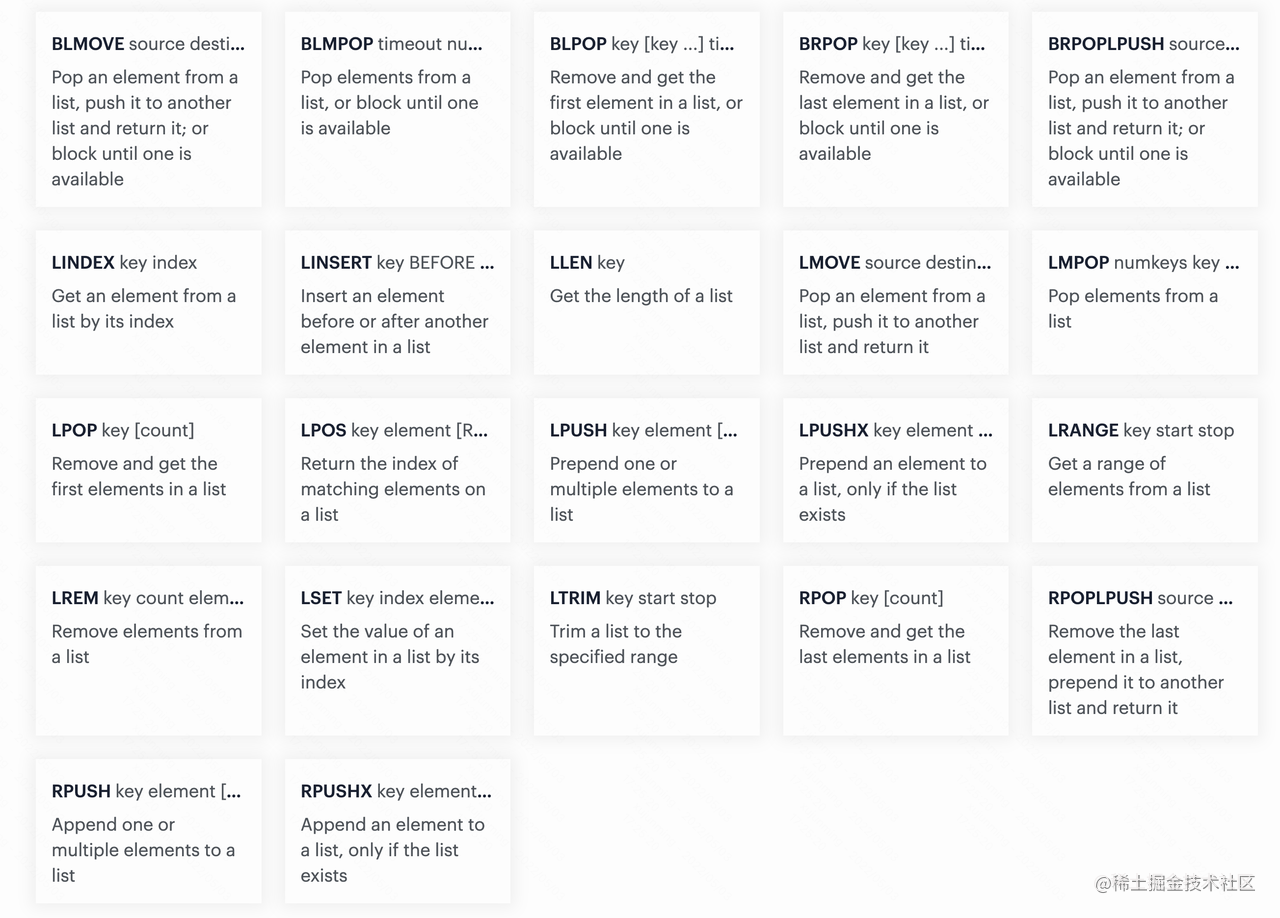 BLMOVE source desti...
Pop an element from a
list, push it to another
list and return it; or
block until one is
available
BLMPOP timeout nu...
Pop elements from a
list, or block until one
is available
BLPOP key [key ...] ti...
Remove and get the
first element in a list, or
block until one is
available
BRPOP key [key ...] ti...
Remove and get the
last element in a list, or
block until one is
available
BRPOPLPUSH source...
Pop an element from a
list, push it to another
list and return it; or
block until one is
available
LINDEX key index
Get an element from a
list by its index
LINSERT key BEFORE ...
Insert an element
before or after another
element in a list
LLEN key
Get the length of a list
LMOVE source destin...
Pop an element from a
list, push it to another
list and return it
LMPOP numkeys key ...
Pop elements from a
list
LPOP key [count]
Remove and get the
first elements in a list
LPOS key element [R...
Return the index of
matching elements on
a list
LPUSH key element [...
Prepend one or
multiple elements to a
list
LPUSHX key element ...
Prepend an element to
a list, only if the list
exists
LRANGE key start stop
Get a range of
elements from a list
LREM key count elem...
Remove elements from
a list
LSET key index eleme...
Set the value of an
element in a list by its
index
LTRIM key start stop
Trim a list to the
specified range
RPOP key [count]
Remove and get the
last elements in a list
RPOPLPUSH source ...
Remove the last
element in a list,
prepend it to another
list and return it
RPUSH key element [...
Append one or
multiple elements to a
list
RPUSHX key element...
Append an element to
a list, only if the list
exists
@稀土掘金技术社区